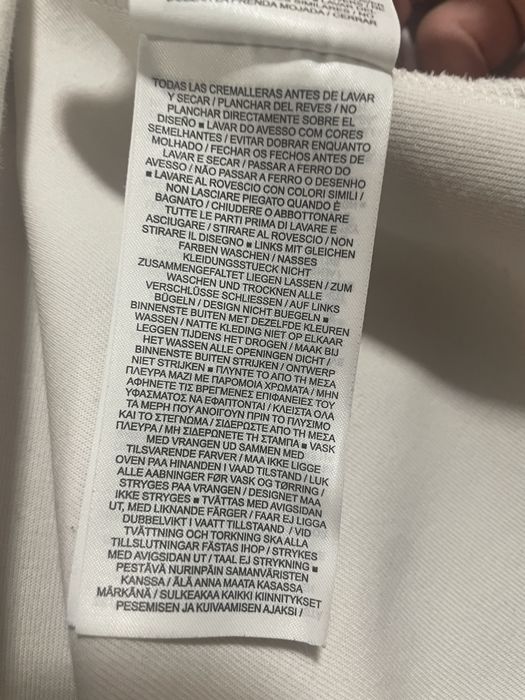 PRENDA MOJADA / CERRAR
TODAS LAS CREMALLERAS ANTES DE LAVAR
Y SECAR / PLANCHAR DEL REVES / NO
PLANCHAR DIRECTAMENTE SOBRE EL
DISEÑO ■ LAVAR DO AVESSO COM CORES
SEMELHANTES / EVITAR DOBRAR ENQUANTO
MOLHADO / FECHAR OS FECHOS ANTES DE
LAVAR E SECAR / PASSAR A FERRO DO
AVESSO / NÃO PASSAR A FERRO O DESENHO
■ LAVARE AL ROVESCIO CON COLORI SIMILI /
NON LASCIARE PIEGATO QUANDO È
BAGNATO / CHIUDERE O ABBOTTONARE
TUTTE LE PARTI PRIMA DI LAVARE E
ASCIUGARE / STIRARE AL ROVESCIO / NON
STIRARE IL DISEGNO ■ LINKS MIT GLEICHEN
FARBEN WASCHEN / NASSES
KLEIDUNGSSTUECK NICHT
ZUSAMMENGEFALTET LIEGEN LASSEN / ZUM
WASCHEN UND TROCKNEN ALLE
VERSCHLÜSSE SCHLIESSEN / AUF LINKS
BÜGELN / DESIGN NICHT BUEGELN ■
BINNENSTE BUITEN MET DEZELFDE KLEUREN
WASSEN / NATTE KLEDING NIET OP ELKAAR
LEGGEN TIJDENS HET DROGEN / MAAK BIJ
HET WASSEN ALLE OPENINGEN DICHT /
BINNENSTE BUITEN STRIJKEN / ONTWERP
NIET STRIJKEN ■ ΠΛΥΝΤΕ ΤΟ ΑΠΟ ΤΗ ΜΕΣΑ
ΠΛΕΥΡΑ ΜΑΖΙ ΜΕ ΠΑΡΟΜΟΙΑ ΧΡΩΜΑΤΑ / ΜΗΝ
ΑΦΗΝΕΤΕ ΤΙΣ ΒΡΕΓΜΕΝΕΣ ΕΠΙΦΑΝΕΙΕΣ ΤΟΥ
ΥΦΑΣΜΑΤΟΣ ΝΑ ΕΦΑΠΤΟΝΤΑΙ / ΚΛΕΙΣΤΑ ΟΛΑ
ΤΑ ΜΕΡΗ ΠΟΥ ΑΝΟΙΓΟΥΝ ΠΡΙΝ ΤΟ ΠΛΥΣΙΜΟ
ΚΑΙ ΤΟ ΣΤΕΓΝΩΜΑ / ΣΙΔΕΡΩΣΤΕ ΑΠΟ ΤΗ ΜΕΣΑ
ΠΛΕΥΡΑ / ΜΗ ΣΙΔΕΡΩΝΕΤΕ ΤΗ ΣΤΑΜΠΑ ■ VASK
MED VRANGEN UD SAMMEN MED
TILSVARENDE FARVER / MAA IKKE LIGGE
OVEN PAA HINANDEN I VAAD TILSTAND / LUK
ALLE AABNINGER FØR VASK OG TØRRING /
STRYGES PAA VRANGEN / DESIGNET MAA
IKKE STRYGES ■ TVÄTTAS MED AVIGSIDAN
UT, MED LIKNANDE FÄRGER / FAAR EJ LIGGA
DUBBELVIKT I VAATT TILLSTAAND / VID
TVÄTTNING OCH TORKNING SKA ALLA
TILLSLUTNINGAR FÄSTAS IHOP / STRYKES
MED AVIGSIDAN UT / TAAL EJ STRYKNING ■
PESTÄVÄ NURINPÄIN SAMANVÄRISTEN
KANSSA / ÄLÄ ANNA MAATA KASASSA
MÄRKÄNÄ / SULKEAKAA KAIKKI KIINNITYKSET
PESEMISEN JA KUIVAAMISEN AJAKSI /